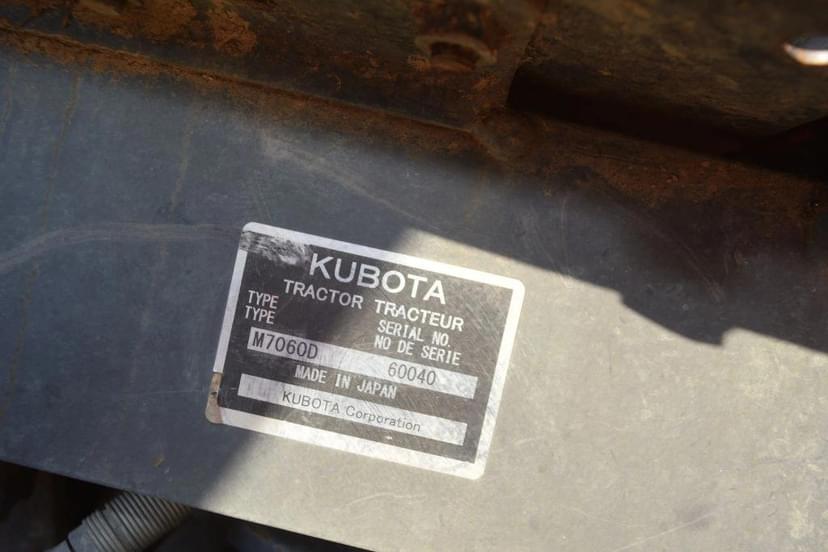 KUBOTA
TRACTOR TRACTEUR
TYPE SERIAL NO.
TYPE NO DE SERIE
M7060D 60040
MADE IN JAPAN
KUBOTA Corporation